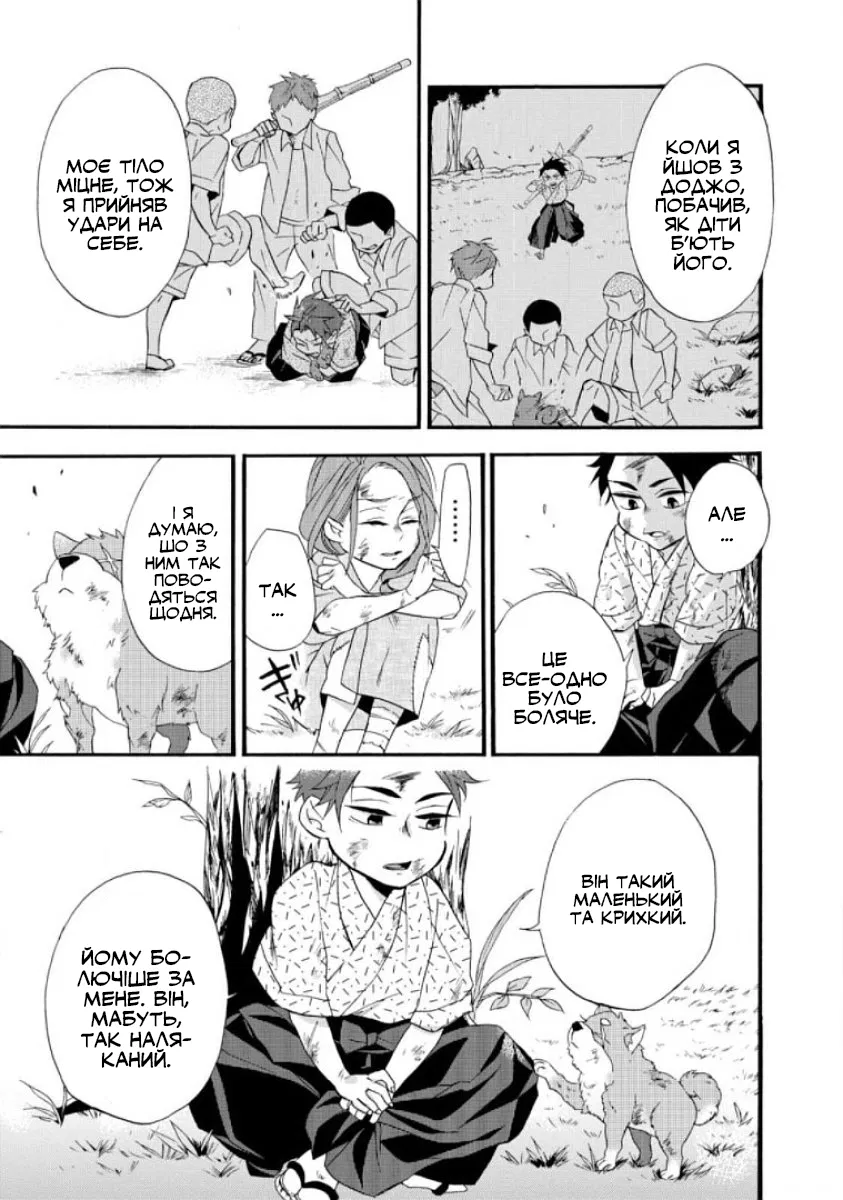 КОЛИ Я
ЙШОВ З
ДОДЖО,
ПОБАЧИВ,
ЯК ДІТИ
Б'ЮТЬ
ЙОГО.
МОЄ ТІЛО
МІЦНЕ, ТОЖ
Я ПРИЙНЯВ
УДАРИ НА
СЕБЕ.
АЛЕ
...
ЦЕ
ВСЕ-ОДНО
БУЛО
БОЛЯЧЕ.
......
ТАК
...
ギゅ
І Я
ДУМАЮ,
ШО З
НИМ ТАК
ПОВО-
ДЯТЬСЯ
ЩОДНЯ.
ВІН ТАКИЙ
МАЛЕНЬКИЙ
ТА КРИХКИЙ.
ЙОМУ БО-
ЛЮЧІШЕ ЗА
МЕНЕ. ВІН,
МАБУТЬ,
ТАК НАЛЯ-
КАНИЙ.